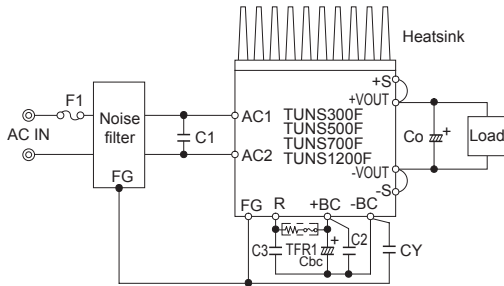 Heatsink
+S
+VOUT
F1
Noise
filter
AC1
TUNS300F
TUNS500F
TUNS700F
TUNS1200F
AC IN
C1
Co
+
Load
AC2
-VOUT
-S
FG
FG
R
+BC
-BC
C3
TFR1
+
C2
CY
Cbc